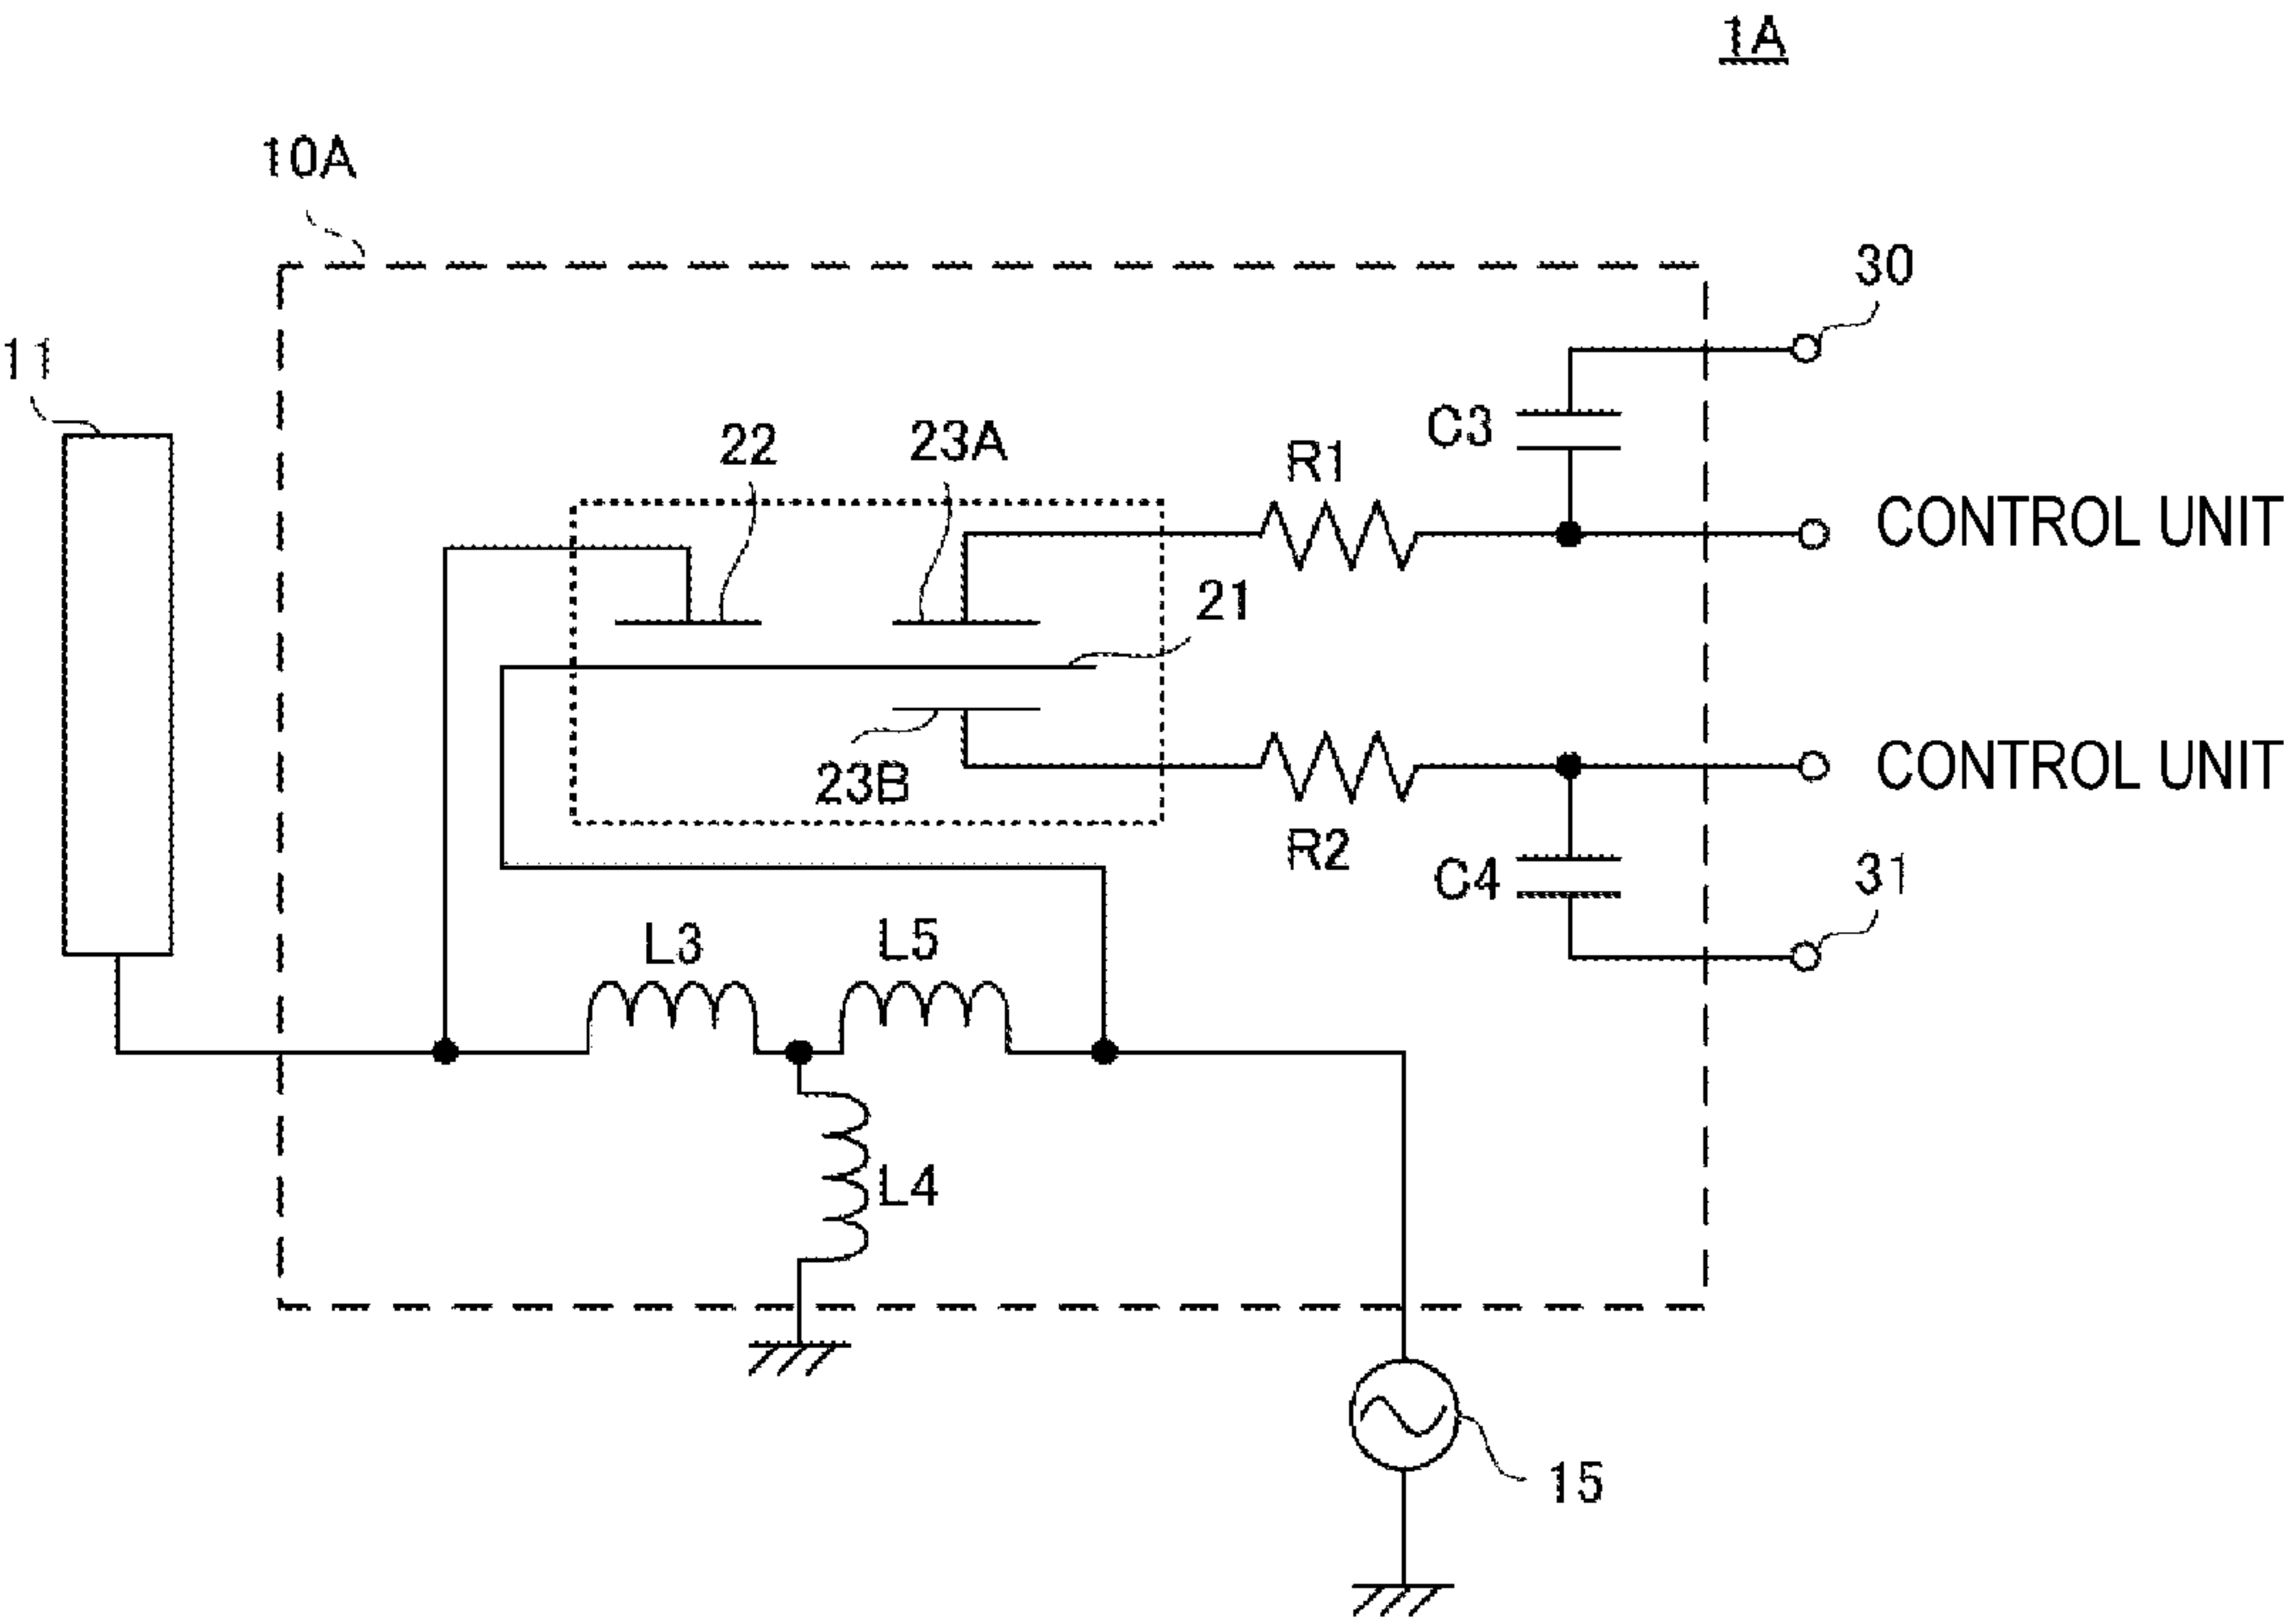 1A
10A
30
11
C3
22
23A
R1
CONTROL UNIT
21
CONTROL UNIT
23B
R2
C4
31
L3
L5
L4
15